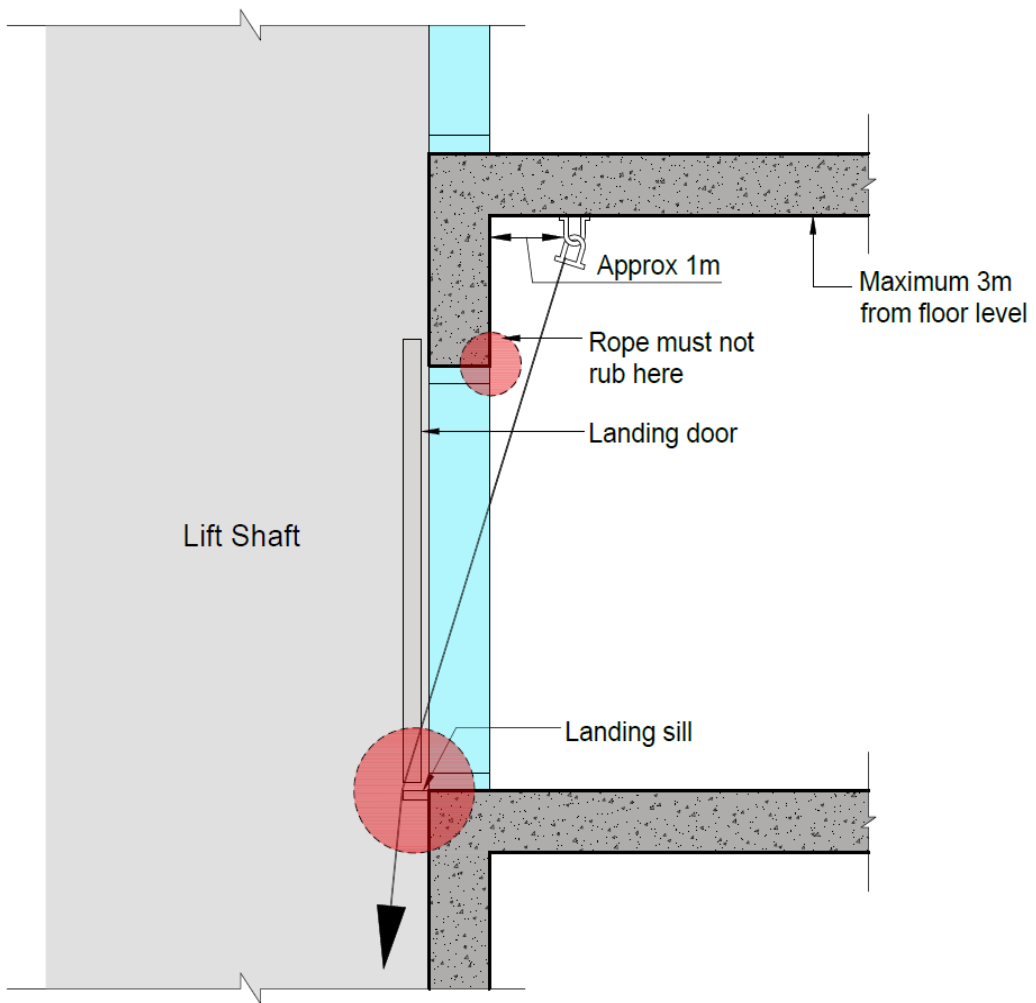 Approx 1m
Maximum 3m
from floor level
Rope must not
rub here
Landing door
Lift Shaft
Landing sill